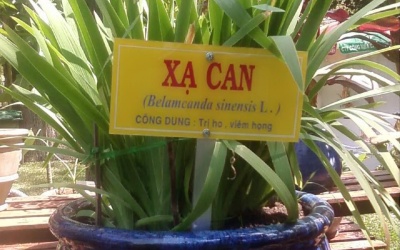 XẠ CAN
(Belamcanda sinensis L . )
CÔNG DỤNG : Trị ho , viêm họng